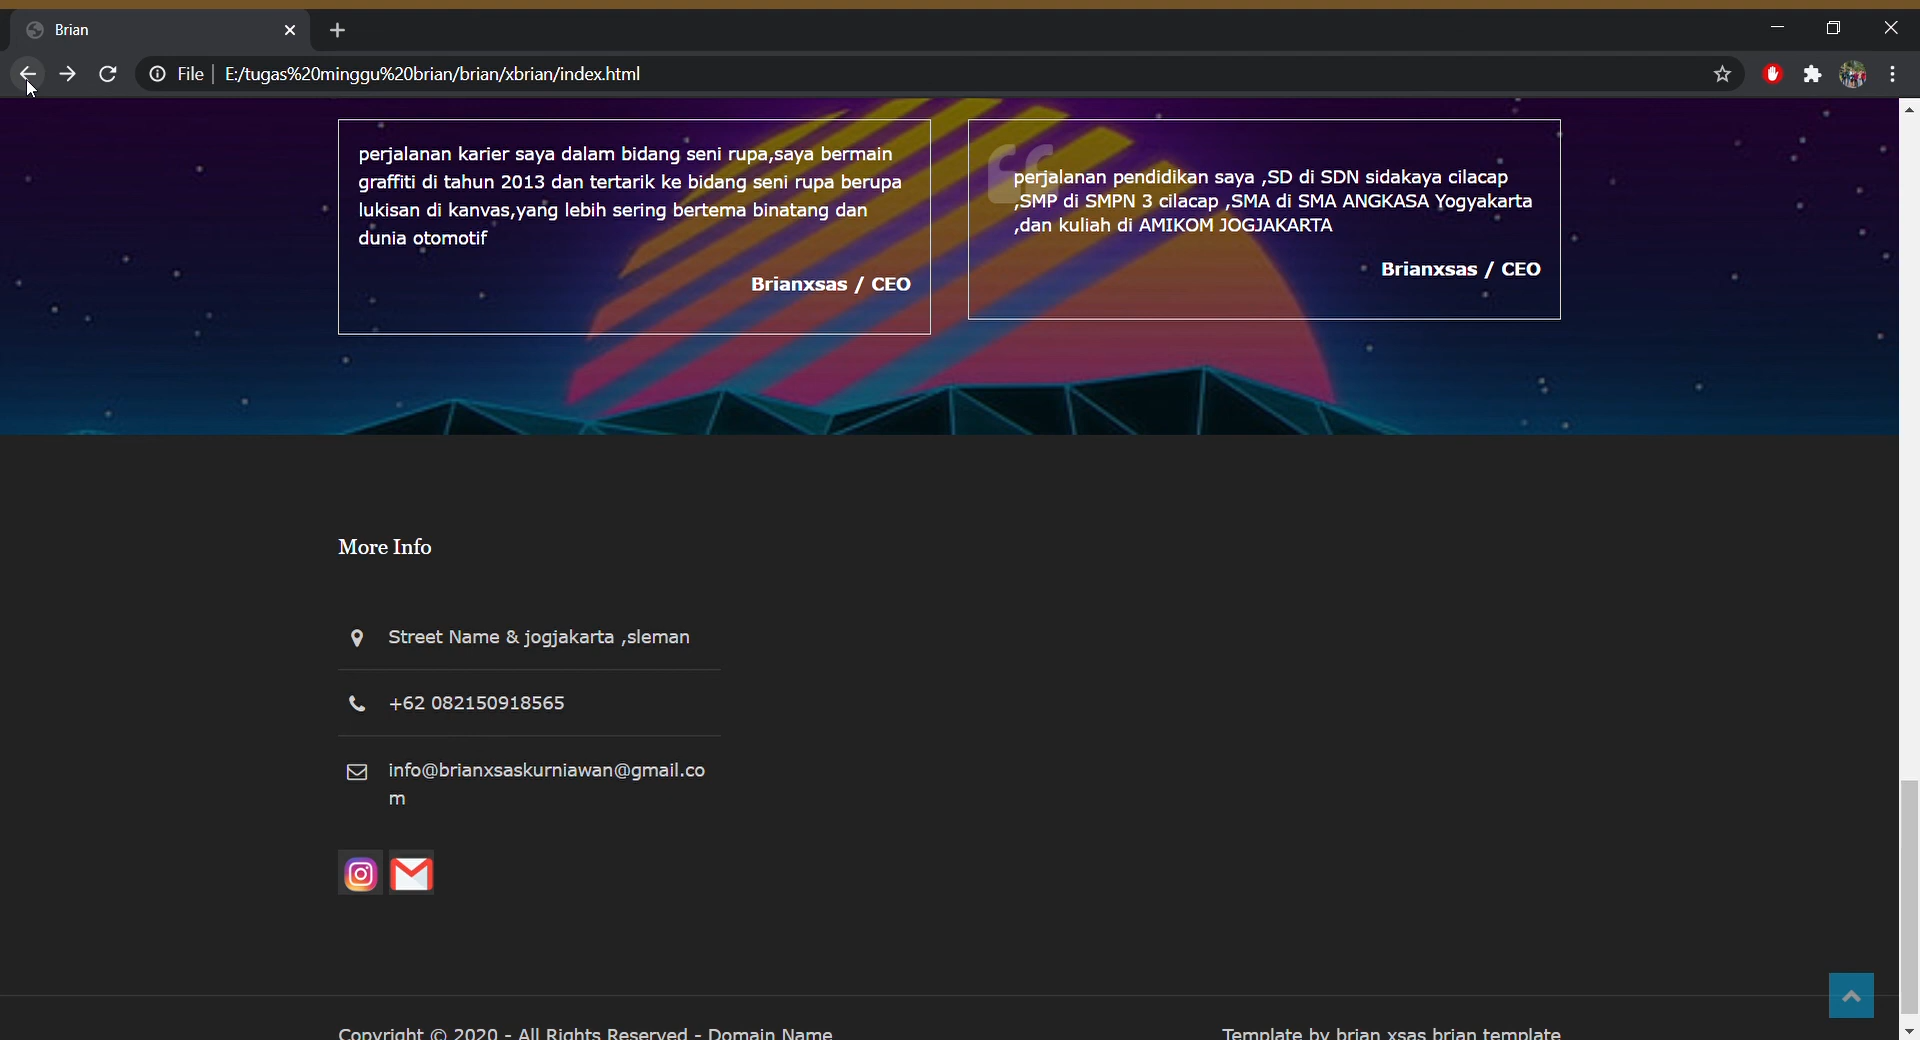 Brian
File
E:/tugas%20minggu%20brian/brian/xbrian/index.html
perjalanan karier saya dalam bidang seni rupa,saya bermain
graffiti di tahun 2013 dan tertarik ke bidang seni rupa berupa
lukisan di kanvas,yang lebih sering bertema binatang dan
dunia otomotif
Brianxsas / CEO
perjalanan pendidikan saya ,SD di SDN sidakaya cilacap
,SMP di SMPN 3 cilacap ,SMA di SMA ANGKASA Yogyakarta
,dan kuliah di AMIKOM JOGJAKARTA
Brianxsas / CEO
More Info
Street Name & jogjakarta ,sleman
+62 082150918565
info@brianxsaskurniawan@gmail.co
m
Copyright © 2020 - All Rights Reserved - Domain Name
Template by brian xsas brian template